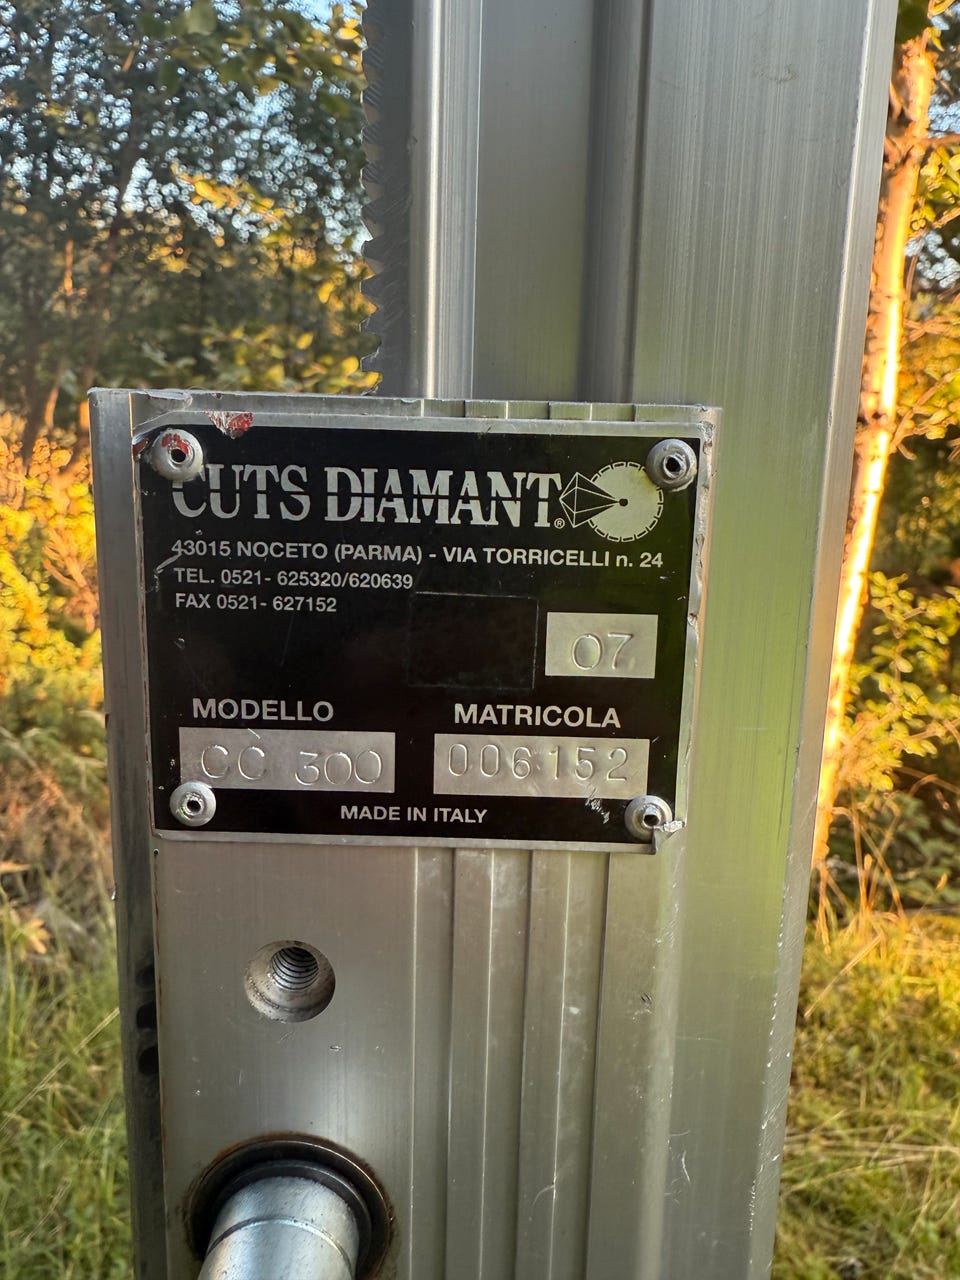 CUTS DIAMANT®
43015 NOCETO (PARMA) - VIA TORRICELLI n. 24
TEL. 0521- 625320/620639
FAX 0521- 627152
07
MODELLO MATRICOLA
CC 300 006152
MADE IN ITALY